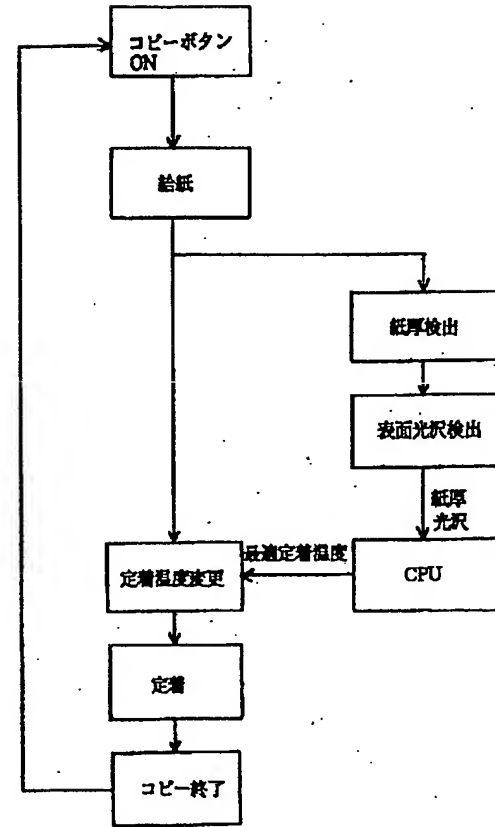 コピーボタン
ON
給紙
紙厚検出
表面光沢検出
紙厚
光沢
最適定着温度
定着温度変更
CPU
定着
コピー終了